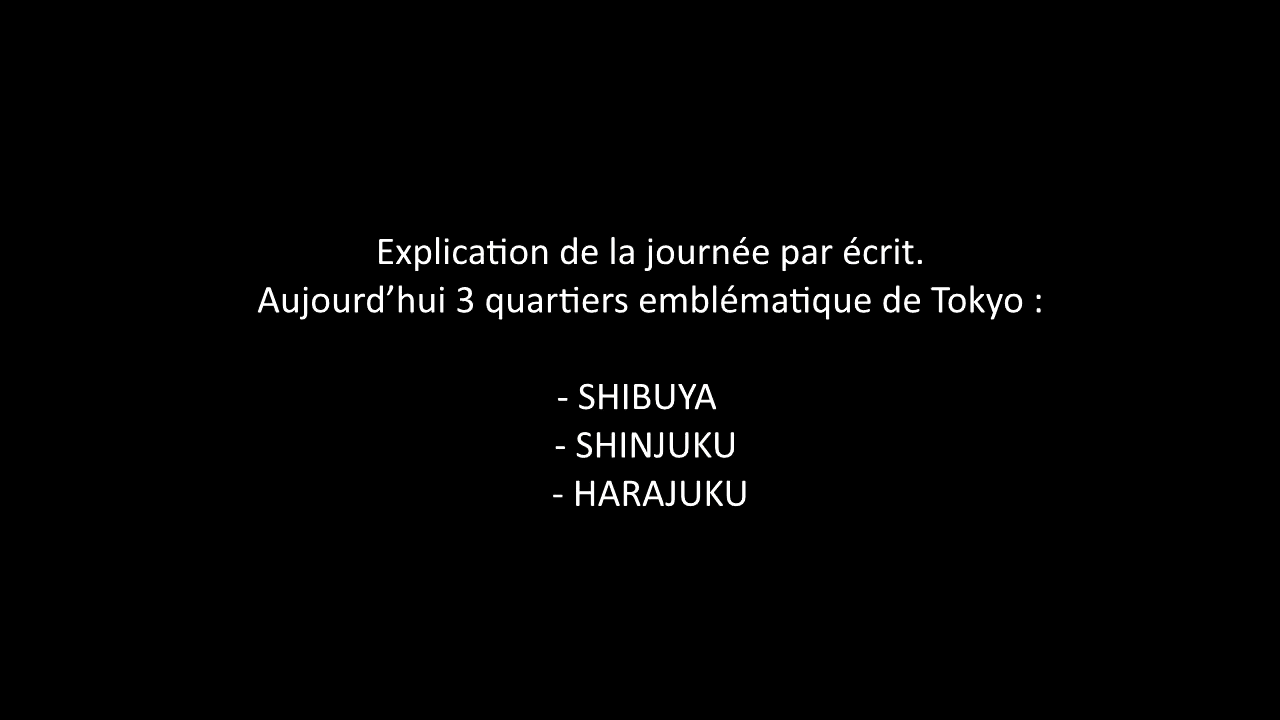 Explication de la journée par écrit.
Aujourd’hui 3 quartiers emblématique de Tokyo :
- SHIBUYA
- SHINJUKU
- HARAJUKU